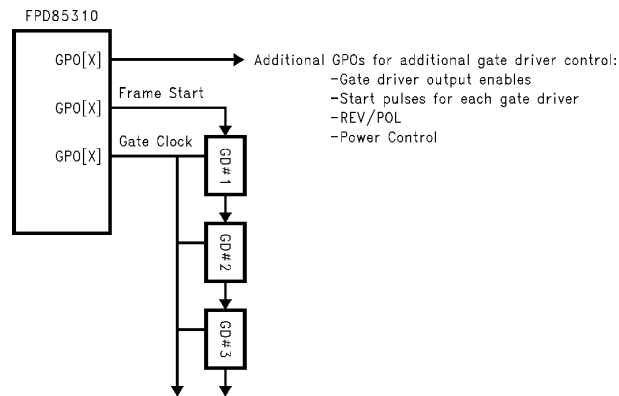 FPD85310
GPO[X]
Additional GPOs for additional gate driver control:
-Gate driver output enables
-Start pulses for each gate driver
-REV/POL
-Power Control
GPO[X]
Frame Start
GPO[X]
Gate Clock
GD#1
GD#2
GD#3